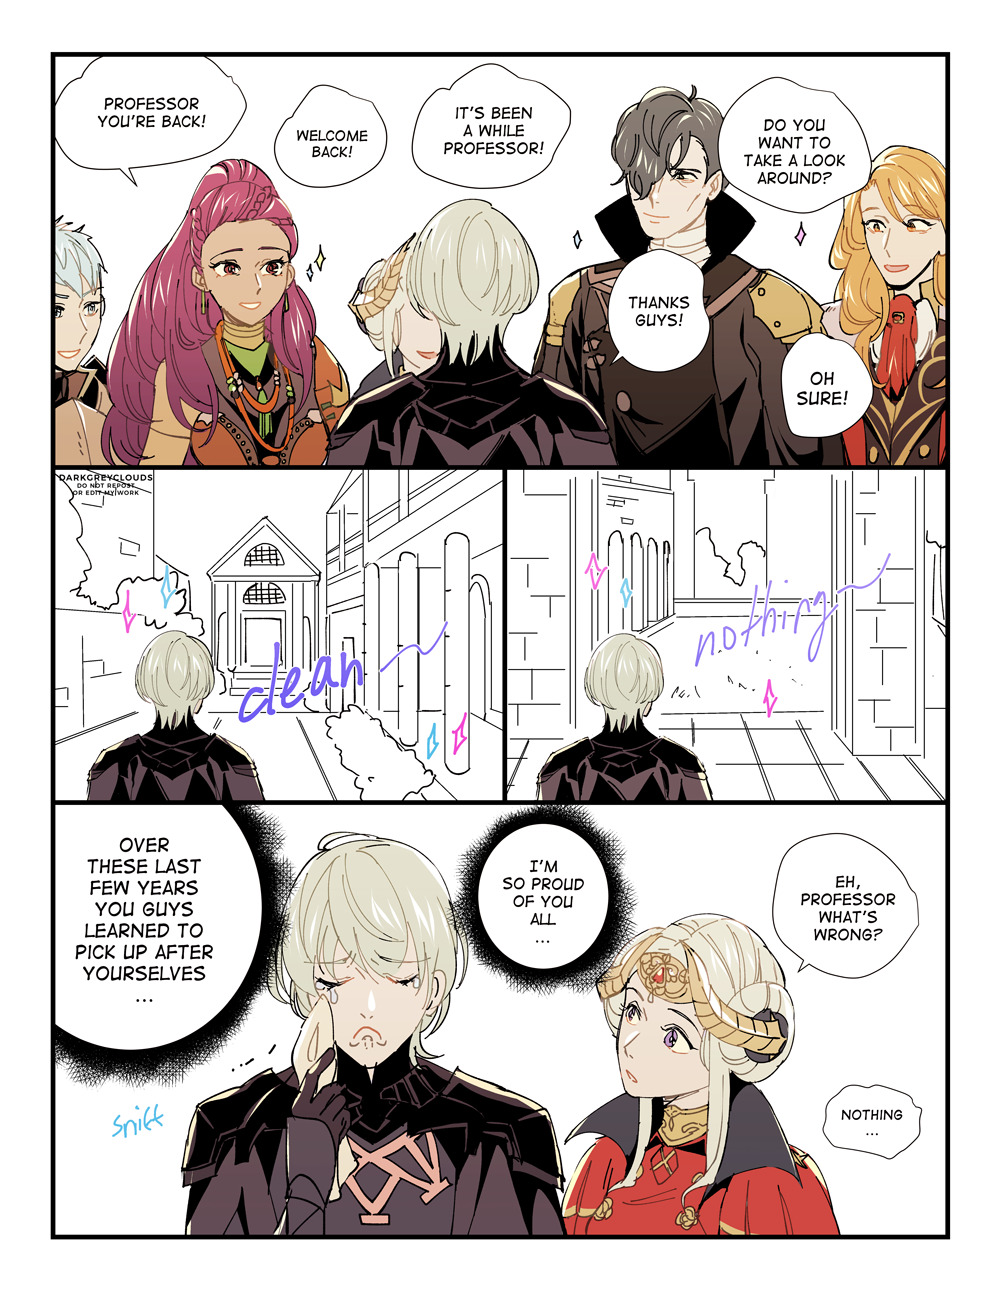 PROFESSOR
YOU'RE BACK!
WELCOME
BACK!
IT'S BEEN
A WHILE
PROFESSOR!
DO YOU
WANT TO
TAKE A LOOK
AROUND?
THANKS
GUYS!
OH
SURE!
DARKGREYCLOUDS
DO NOT REPOST
OR EDIT MY WORK
clean~
nothing~
OVER
THESE LAST
FEW YEARS
YOU GUYS
LEARNED TO
PICK UP AFTER
YOURSELVES
...
I'M
SO PROUD
OF YOU
ALL
...
EH,
PROFESSOR
WHAT'S
WRONG?
sniff
NOTHING
...